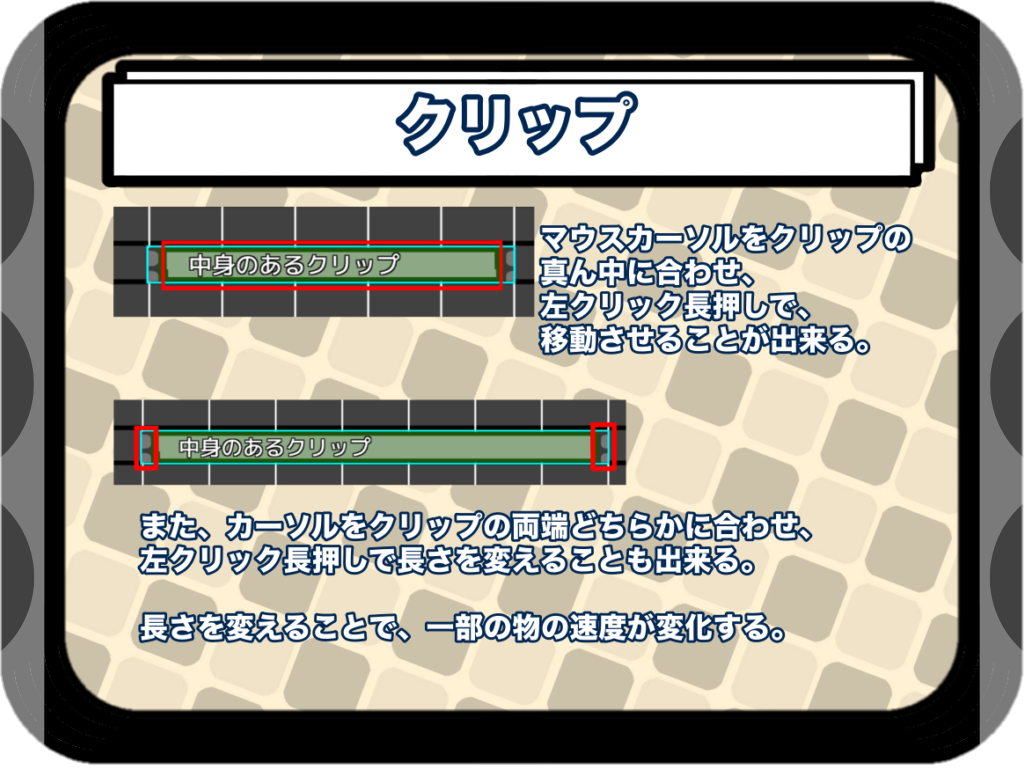 クリップ
中身のあるクリップ
マウスカーソルをクリップの
真ん中に合わせ、
左クリック長押しで、
移動させることが出来る。
中身のあるクリップ
また、カーソルをクリップの両端どちらかに合わせ、
左クリック長押しで長さを変えることも出来る。
長さを変えることで、一部の物の速度が変化する。